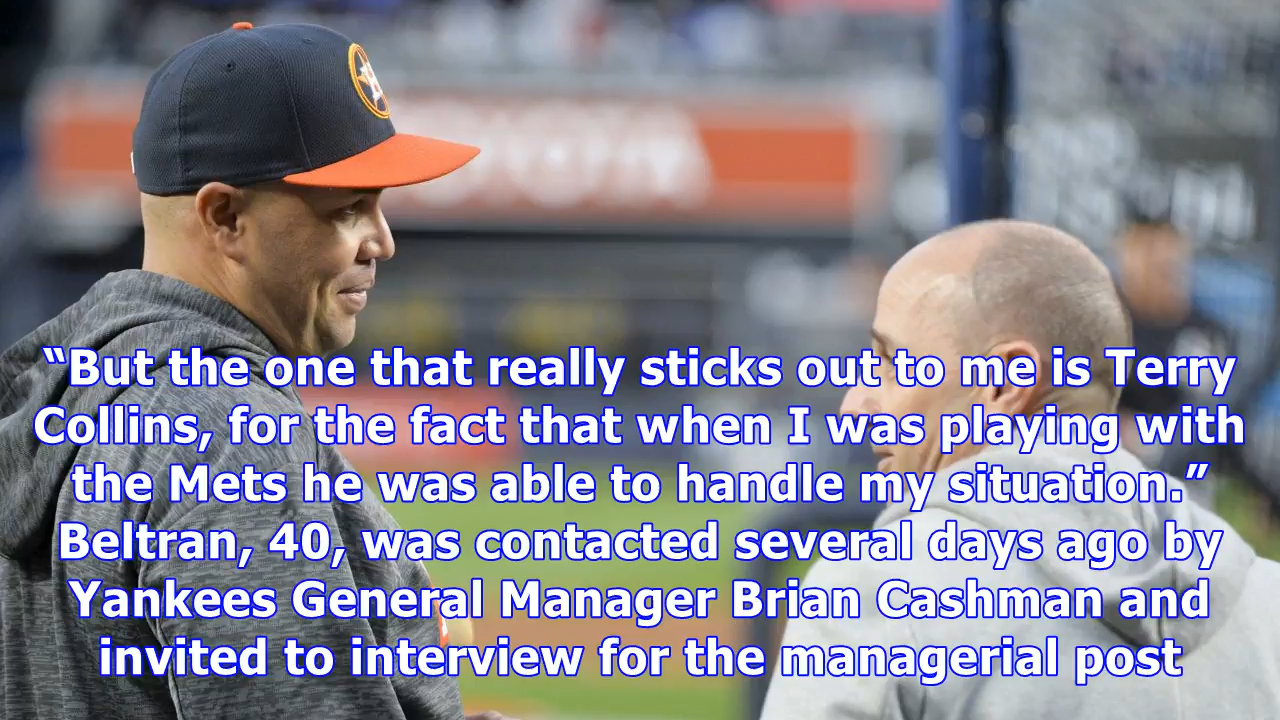 “But the one that really sticks out to me is Terry
Collins, for the fact that when I was playing with
the Mets he was able to handle my situation.”
Beltran, 40, was contacted several days ago by
Yankees General Manager Brian Cashman and
invited to interview for the managerial post